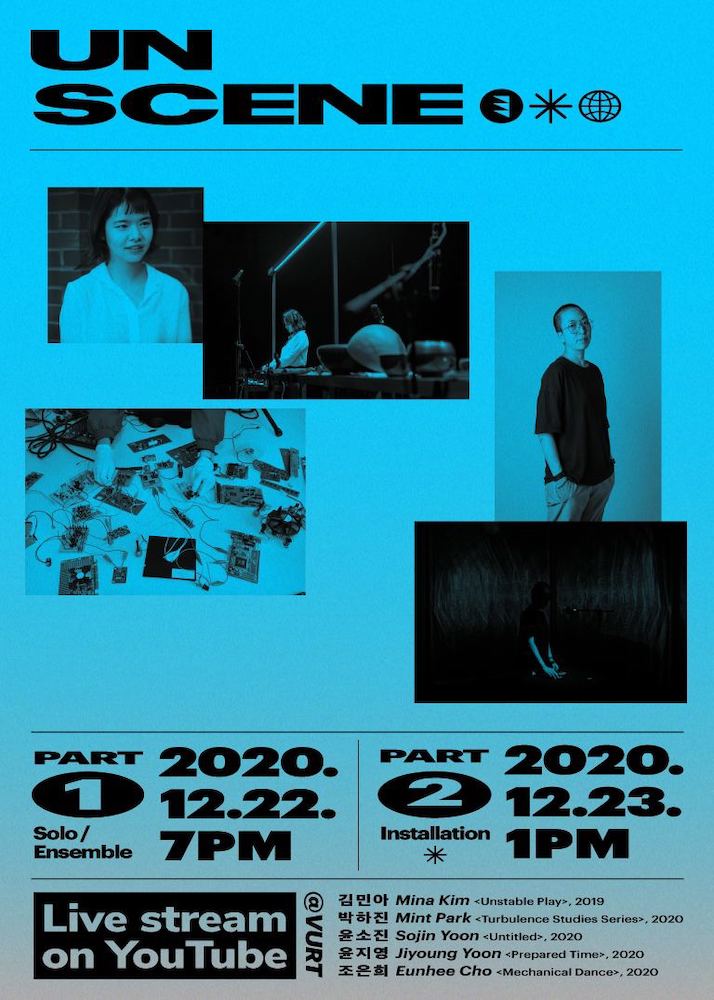 UN
SCENE
PART
1
Solo/
Ensemble
2020.
12.22.
7PM
PART
2
Installation
2020.
12.23.
1PM
Live stream
on YouTube
@VURT
김민아 Mina Kim <Unstable Play>, 2019
박하진 Mint Park <Turbulence Studies Series>, 2020
윤소진 Sojin Yoon <Untitled>, 2020
윤지영 Jiyoung Yoon <Prepared Time>, 2020
조은희 Eunhee Cho <Mechanical Dance>, 2020